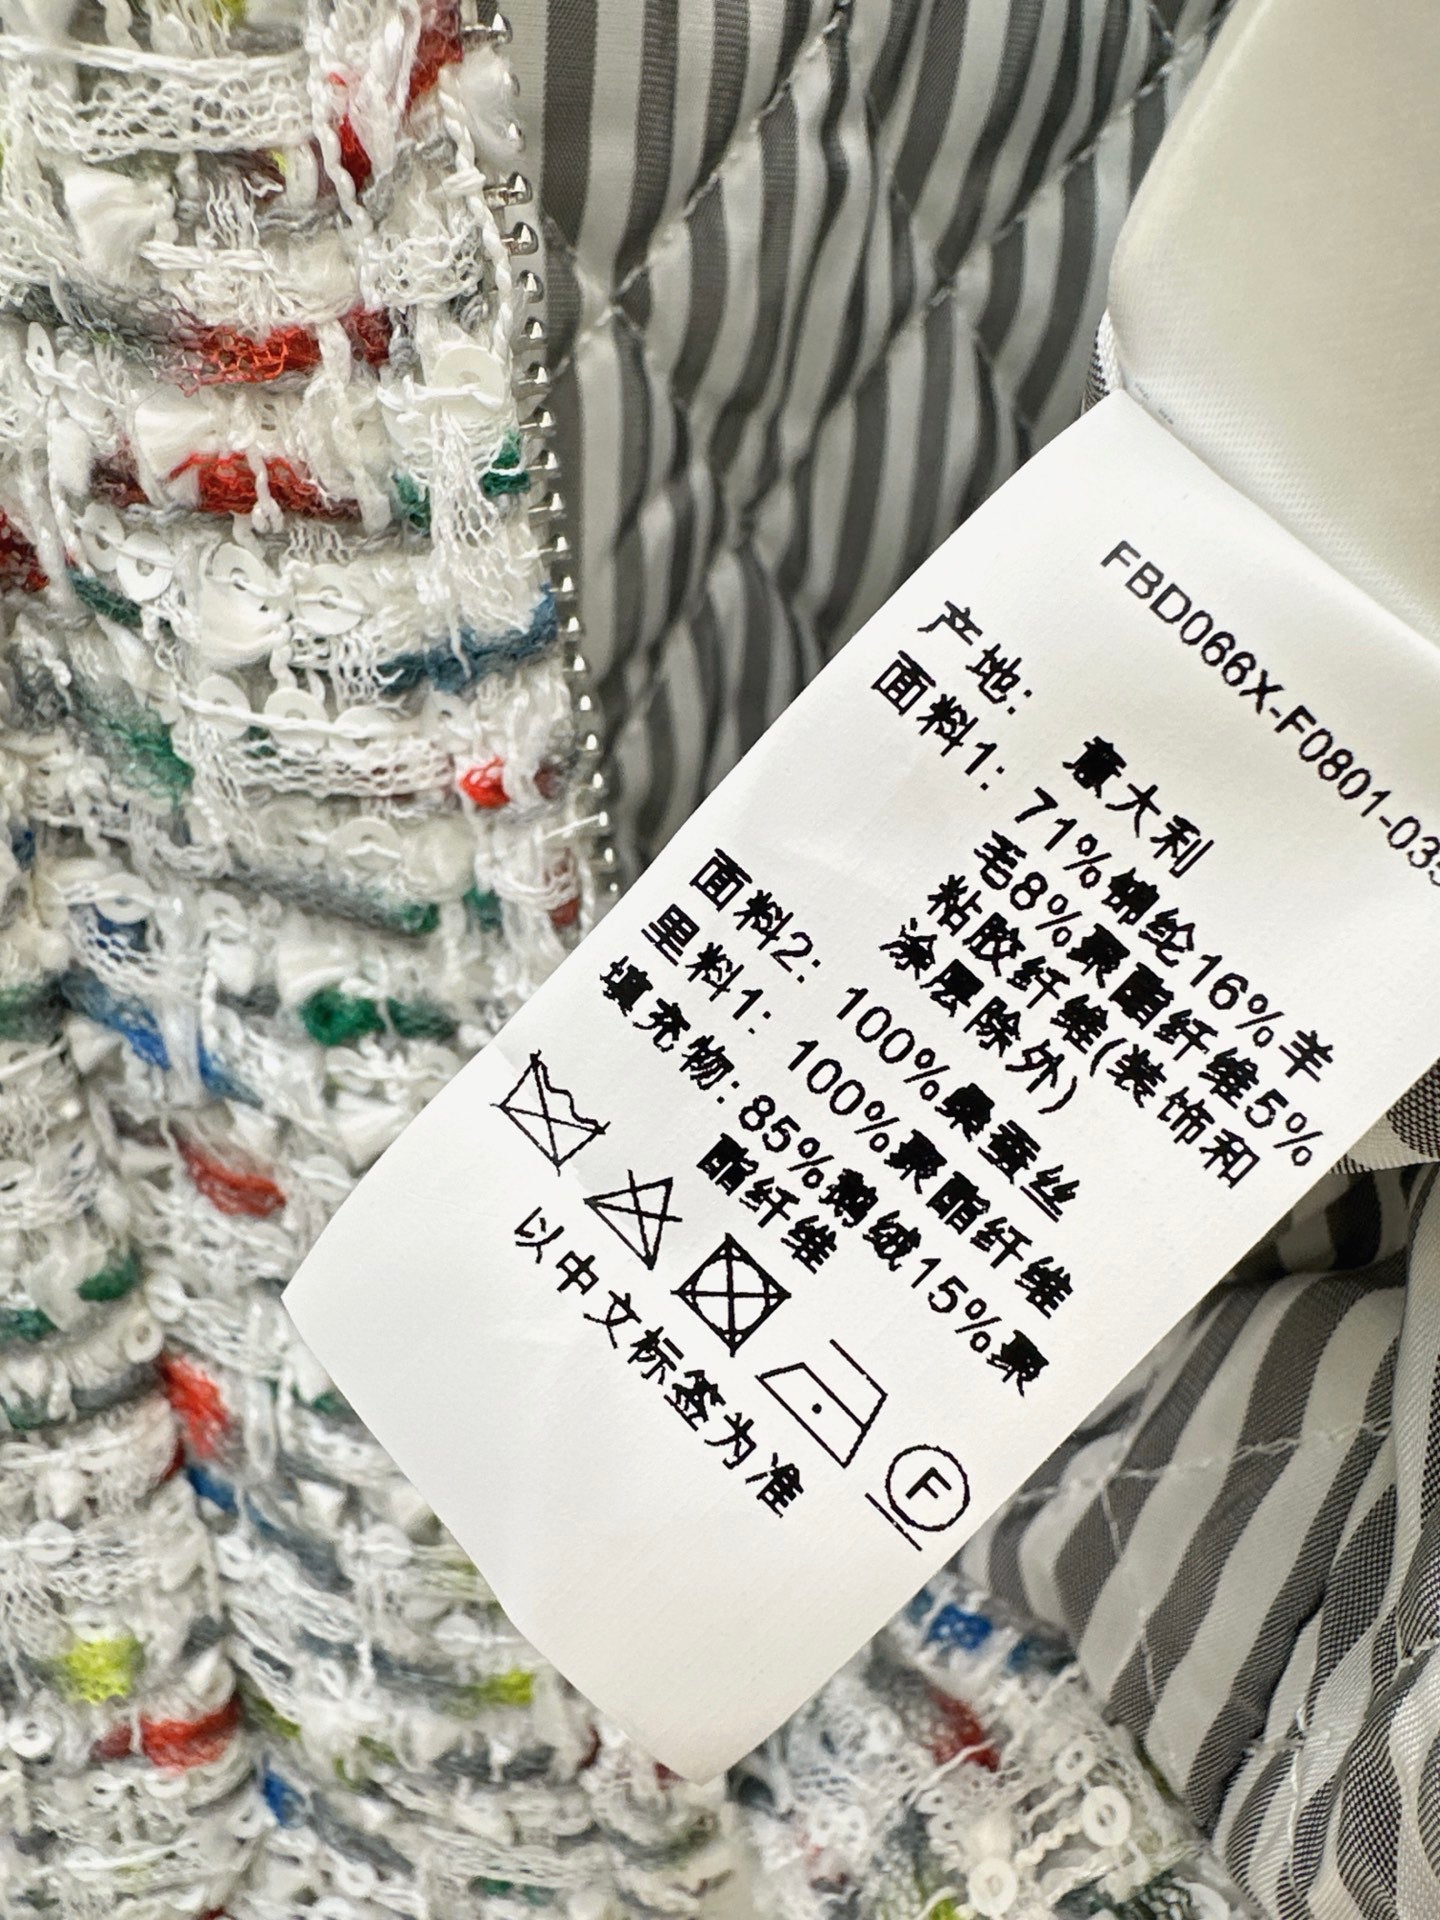 FBD066X-F0801-035
产地: 意大利
面料1: 71%锦纶16%羊
毛8%聚酯纤维5%
粘胶纤维(装饰和
涂层除外)
面料2: 100%桑蚕丝
里料1: 100%聚酯纤维
填充物: 85%鹅绒15%聚
酯纤维
F
以中文标签为准